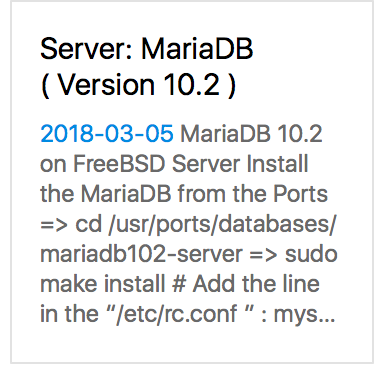 Server: MariaDB
( Version 10.2 )
2018-03-05 MariaDB 10.2
on FreeBSD Server Install
the MariaDB from the Ports
=> cd /usr/ports/databases/
mariadb102-server => sudo
make install # Add the line
in the “/etc/rc.conf ” : mys...